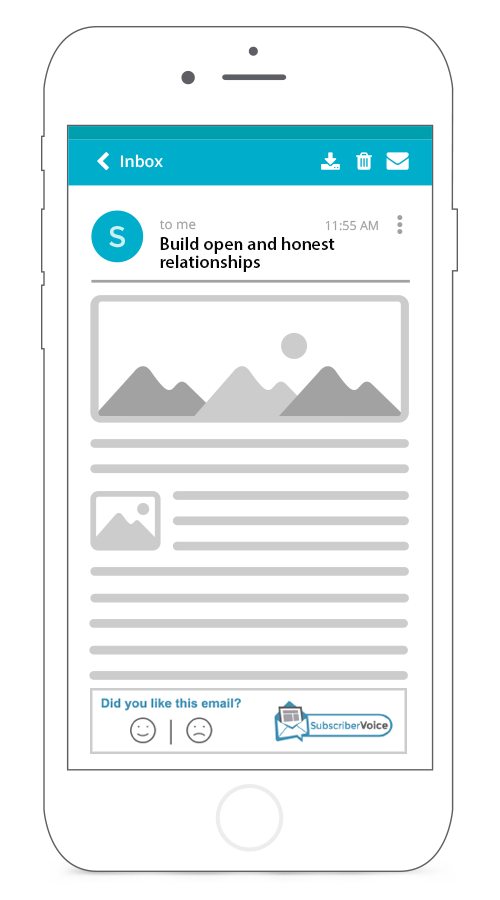 Inbox
to me
11:55 AM
S
Build open and honest
relationships
Did you like this email?
SubscriberVoice